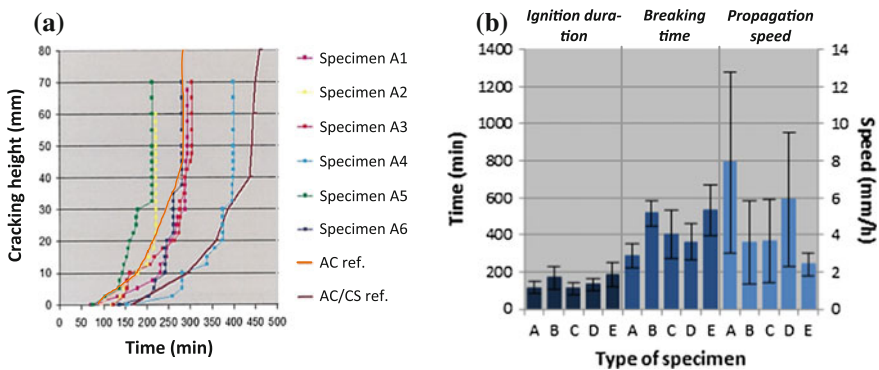 (a)
Cracking height (mm)
80
70
60
50
40
30
20
10
0
0 50 100 150 200 250 300 350 400 450 500
Time (min)
Specimen A1
Specimen A2
Specimen A3
Specimen A4
Specimen A5
Specimen A6
AC ref.
AC/CS ref.
(b)
Ignition dura-
tion
Breaking
time
Propagation
speed
Time (min)
1400
1200
1000
800
600
400
200
0
14
12
10
8
6
4
2
0
Speed (mm/h)
A B C D E A B C D E A B C D E
Type of specimen